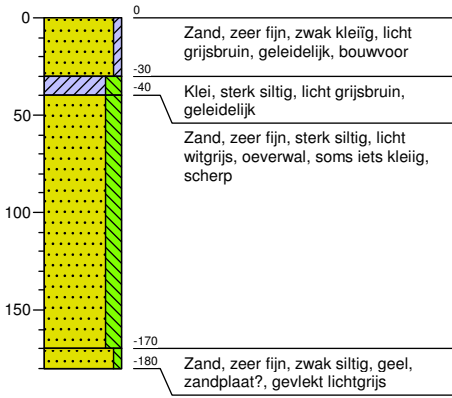 0
0
Zand, zeer fijn, zwak kleiïg, licht
grijsbruin, geleidelijk, bouwvoor
-30
-40
Klei, sterk siltig, licht grijsbruin,
geleidelijk
50
Zand, zeer fijn, sterk siltig, licht
witgrijs, oeverwal, soms iets kleiig,
scherp
100
150
-170
-180
Zand, zeer fijn, zwak siltig, geel,
zandplaat?, gevlekt lichtgrijs